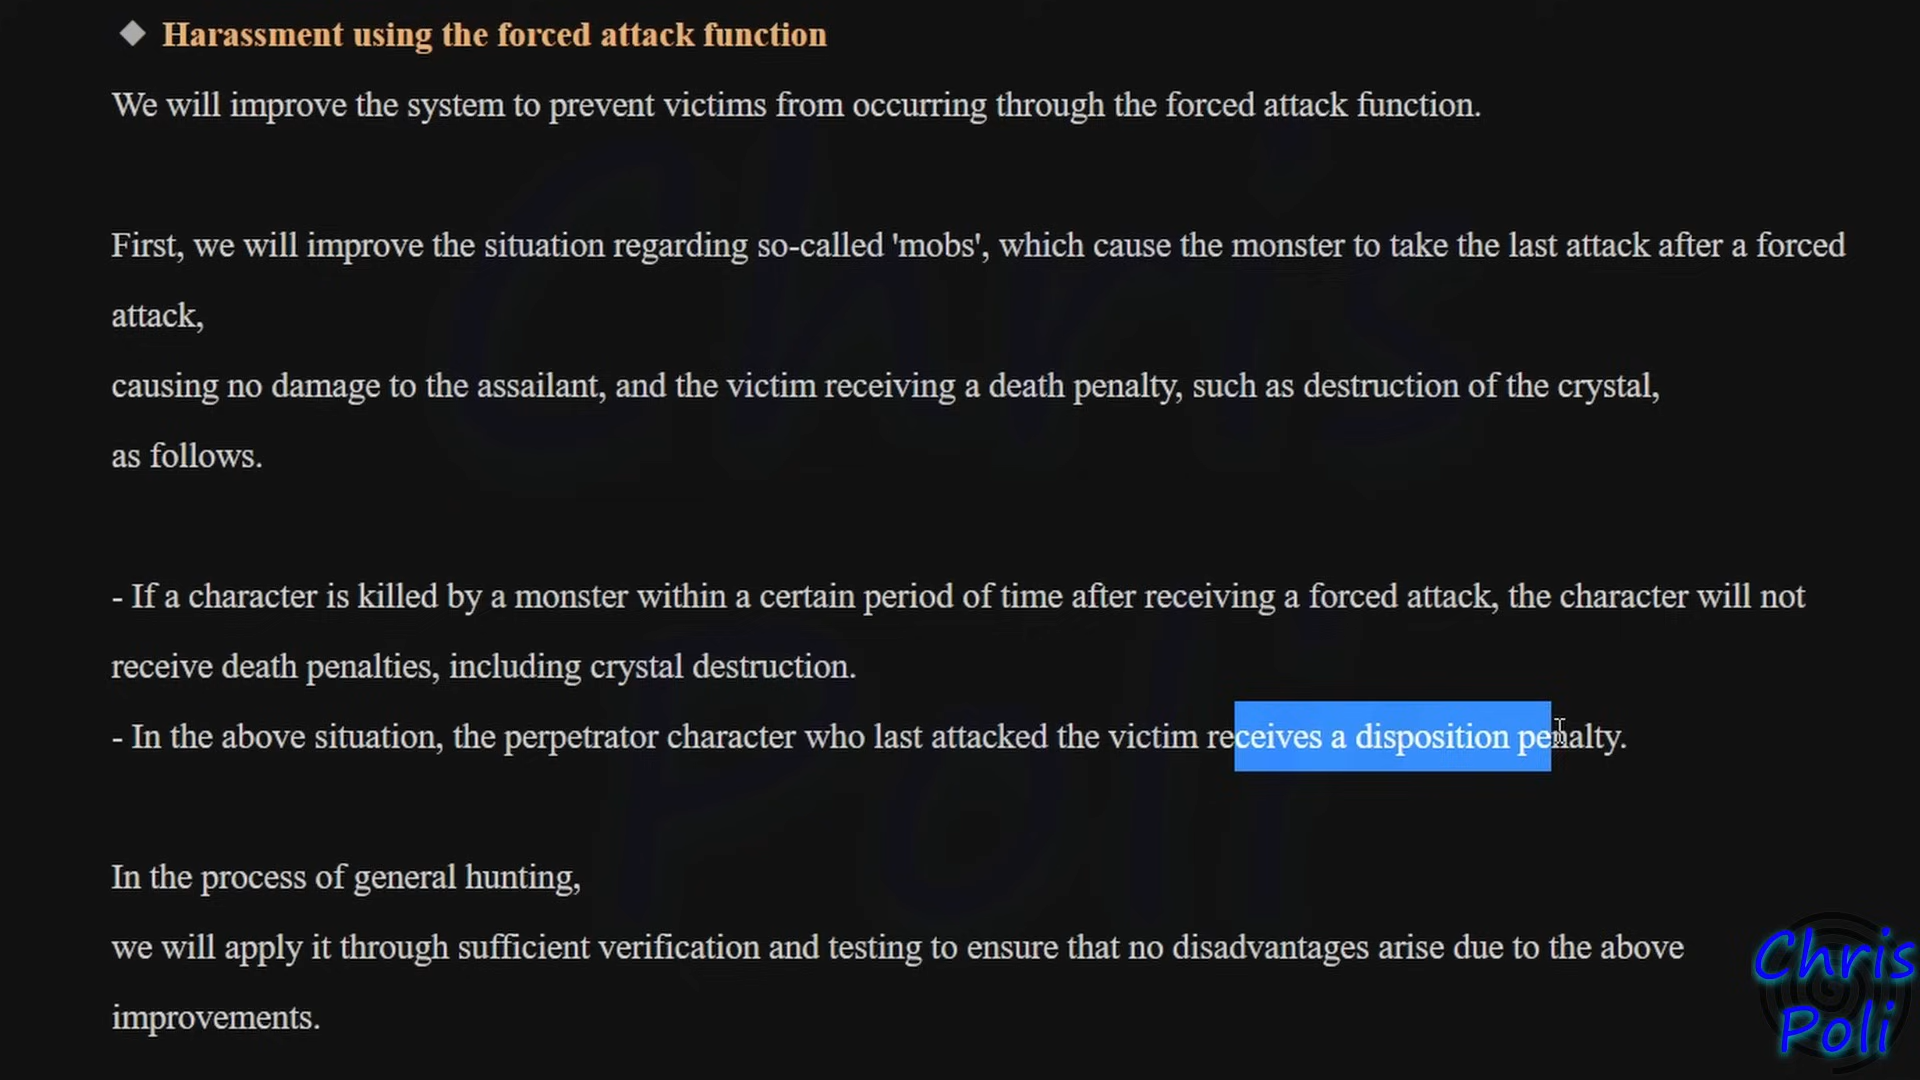 Harassment using the forced attack function
We will improve the system to prevent victims from occurring through the forced attack function.
First, we will improve the situation regarding so-called 'mobs', which cause the monster to take the last attack after a forced
attack,
causing no damage to the assailant, and the victim receiving a death penalty, such as destruction of the crystal,
as follows.
- If a character is killed by a monster within a certain period of time after receiving a forced attack, the character will not
receive death penalties, including crystal destruction.
- In the above situation, the perpetrator character who last attacked the victim receives a disposition penalty.
In the process of general hunting,
we will apply it through sufficient verification and testing to ensure that no disadvantages arise due to the above
improvements.
Chris
Poli
Chris
Poli